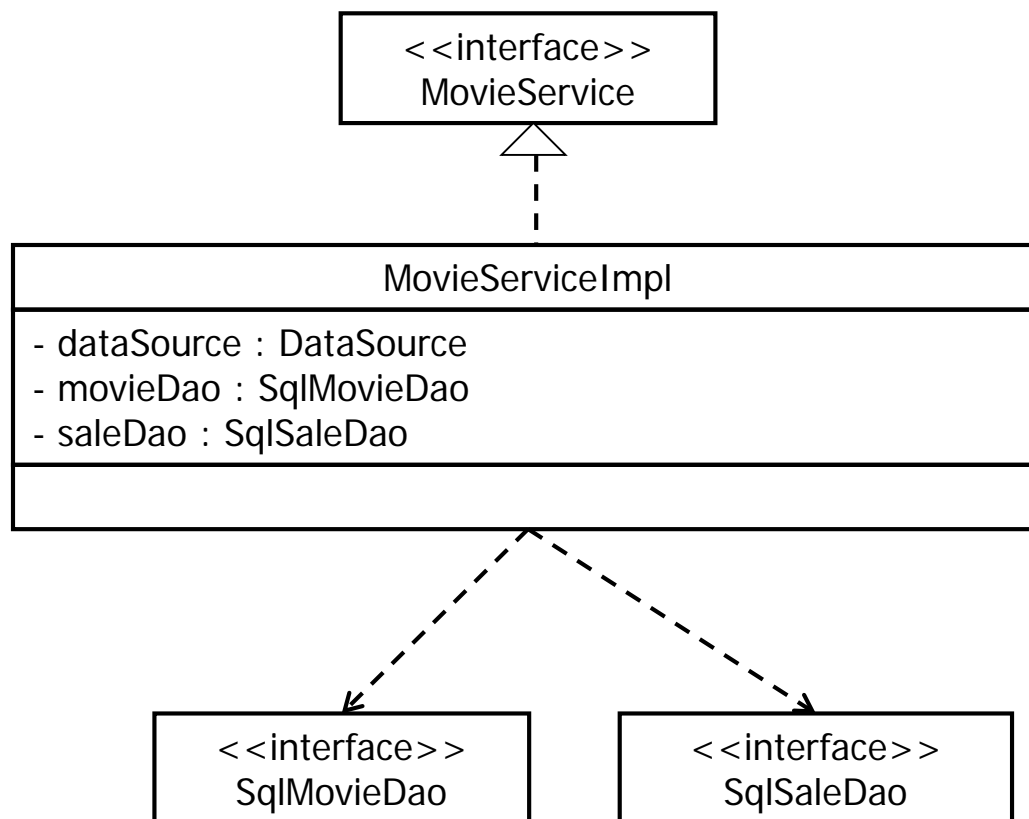 <<interface>>
MovieService
MovieServiceImpl
- dataSource : DataSource
- movieDao : SqlMovieDao
- saleDao : SqlSaleDao
<<interface>>
SqlMovieDao
<<interface>>
SqlSaleDao